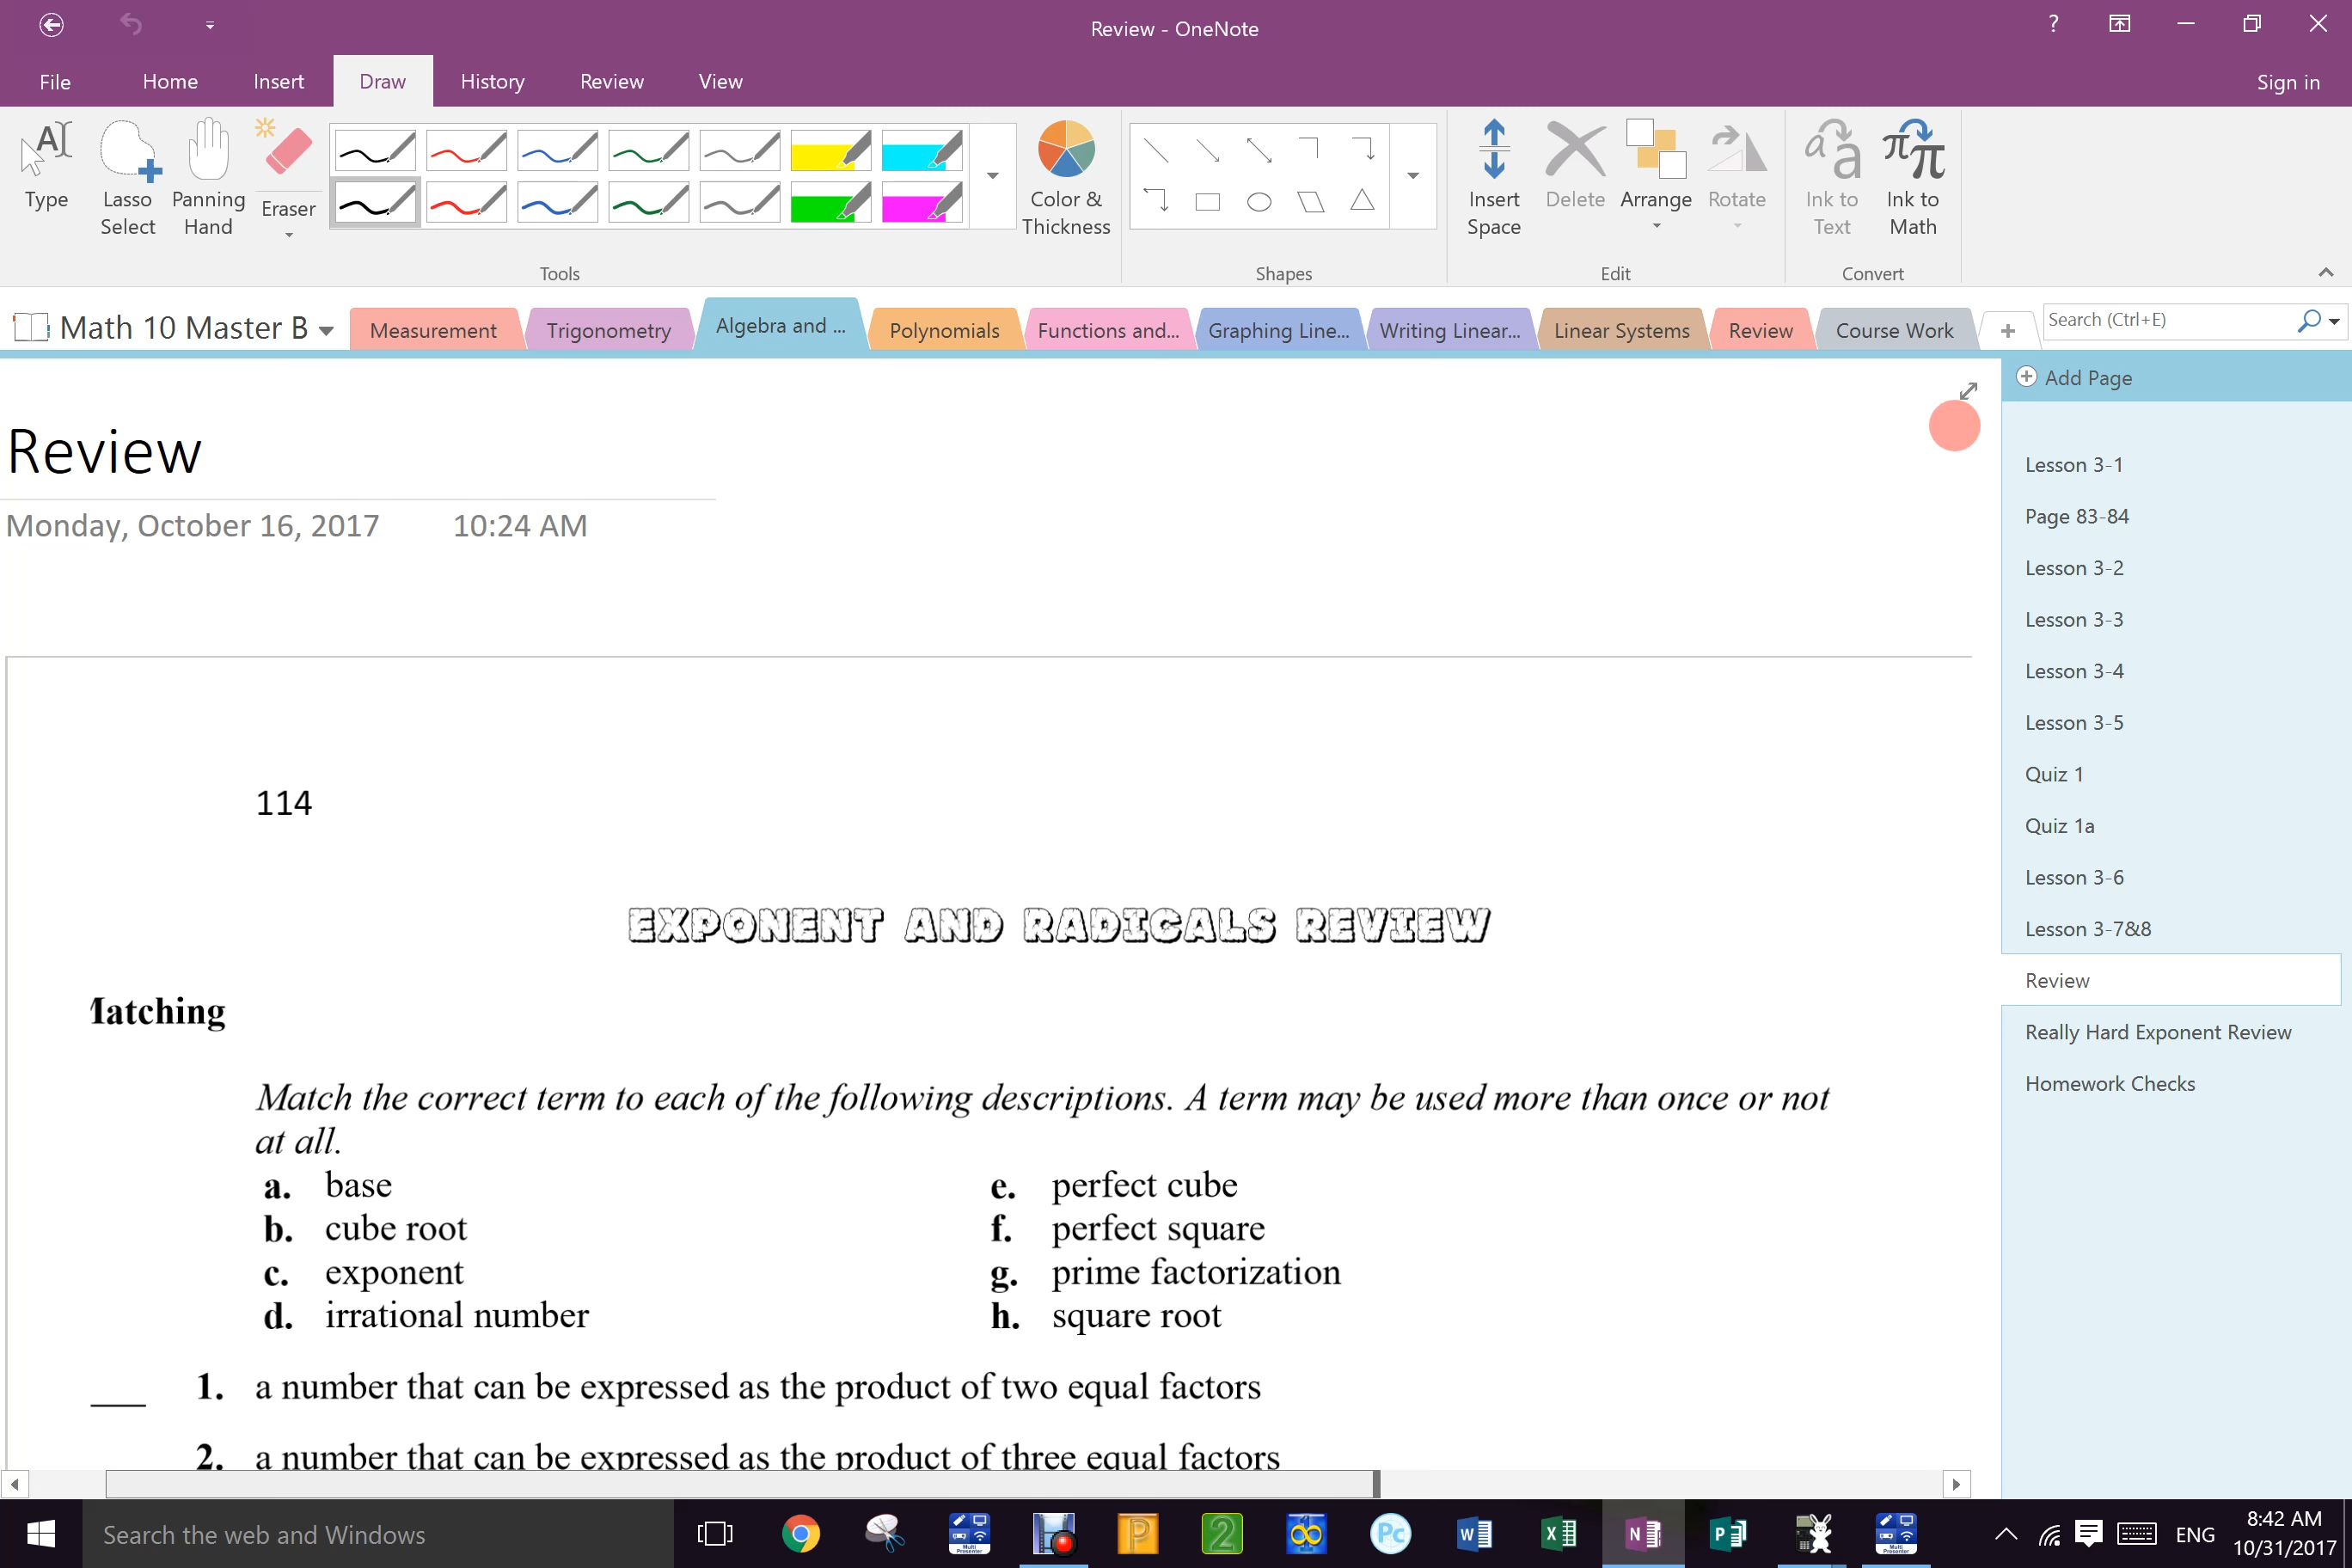 Review - OneNote
?
File Home Insert Draw History Review View Sign in
Type
Lasso Select
Panning Hand
Eraser
Color & Thickness
Insert Space
Delete
Arrange
Rotate
Ink to Text
Ink to Math
Tools Shapes Edit Convert
Math 10 Master B Measurement Trigonometry Algebra and ... Polynomials Functions and... Graphing Line... Writing Linear... Linear Systems Review Course Work + Search (Ctrl+E)
Add Page
Review
Monday, October 16, 2017 10:24 AM
114
EXPONENT AND RADICALS REVIEW
Matching
Match the correct term to each of the following descriptions. A term may be used more than once or not
at all.
a. base e. perfect cube
b. cube root f. perfect square
c. exponent g. prime factorization
d. irrational number h. square root
___ 1. a number that can be expressed as the product of two equal factors
2. a number that can be expressed as the product of three equal factors
Lesson 3-1
Page 83-84
Lesson 3-2
Lesson 3-3
Lesson 3-4
Lesson 3-5
Quiz 1
Quiz 1a
Lesson 3-6
Lesson 3-7&8
Review
Really Hard Exponent Review
Homework Checks
Search the web and Windows
ENG
8:42 AM
10/31/2017